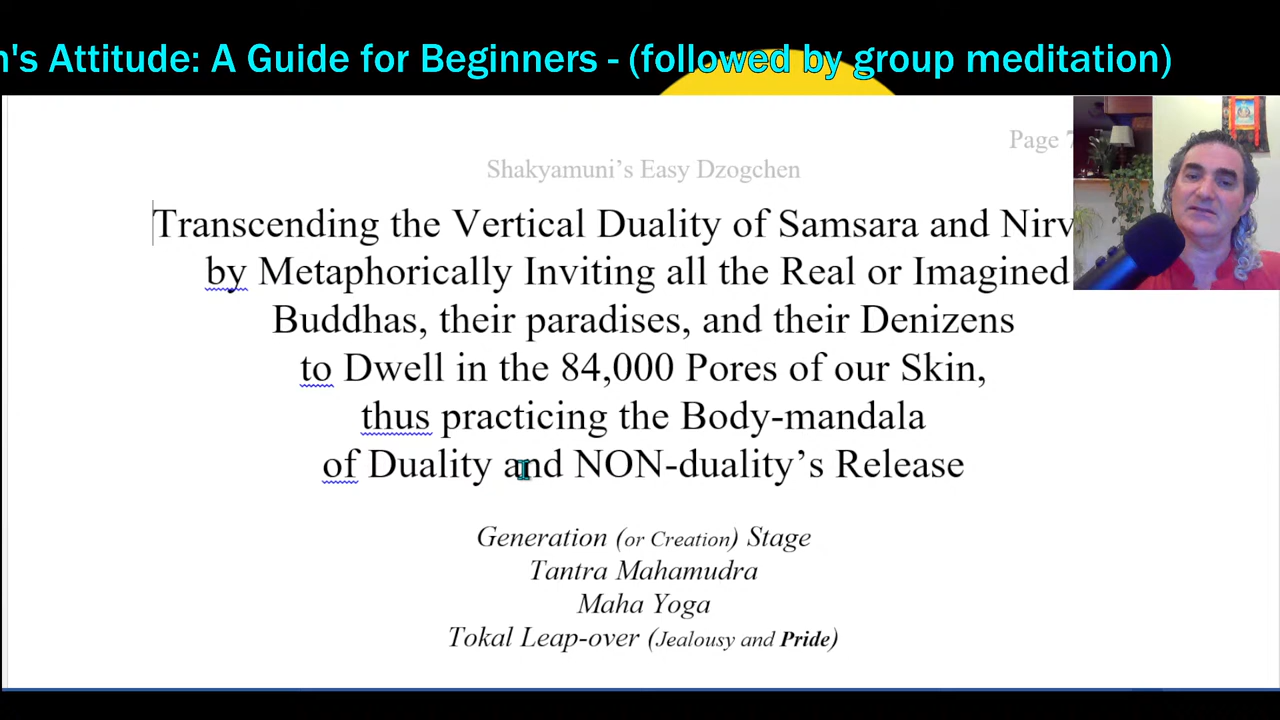 n's Attitude: A Guide for Beginners - (followed by group meditation)
Page
Shakyamuni's Easy Dzogchen
Transcending the Vertical Duality of Samsara and Nirv
by Metaphorically Inviting all the Real or Imagined
Buddhas, their paradises, and their Denizens
to Dwell in the 84,000 Pores of our Skin,
thus practicing the Body-mandala
of Duality and NON-duality's Release
Generation (or Creation) Stage
Tantra Mahamudra
Maha Yoga
Tokal Leap-over (Jealousy and Pride)